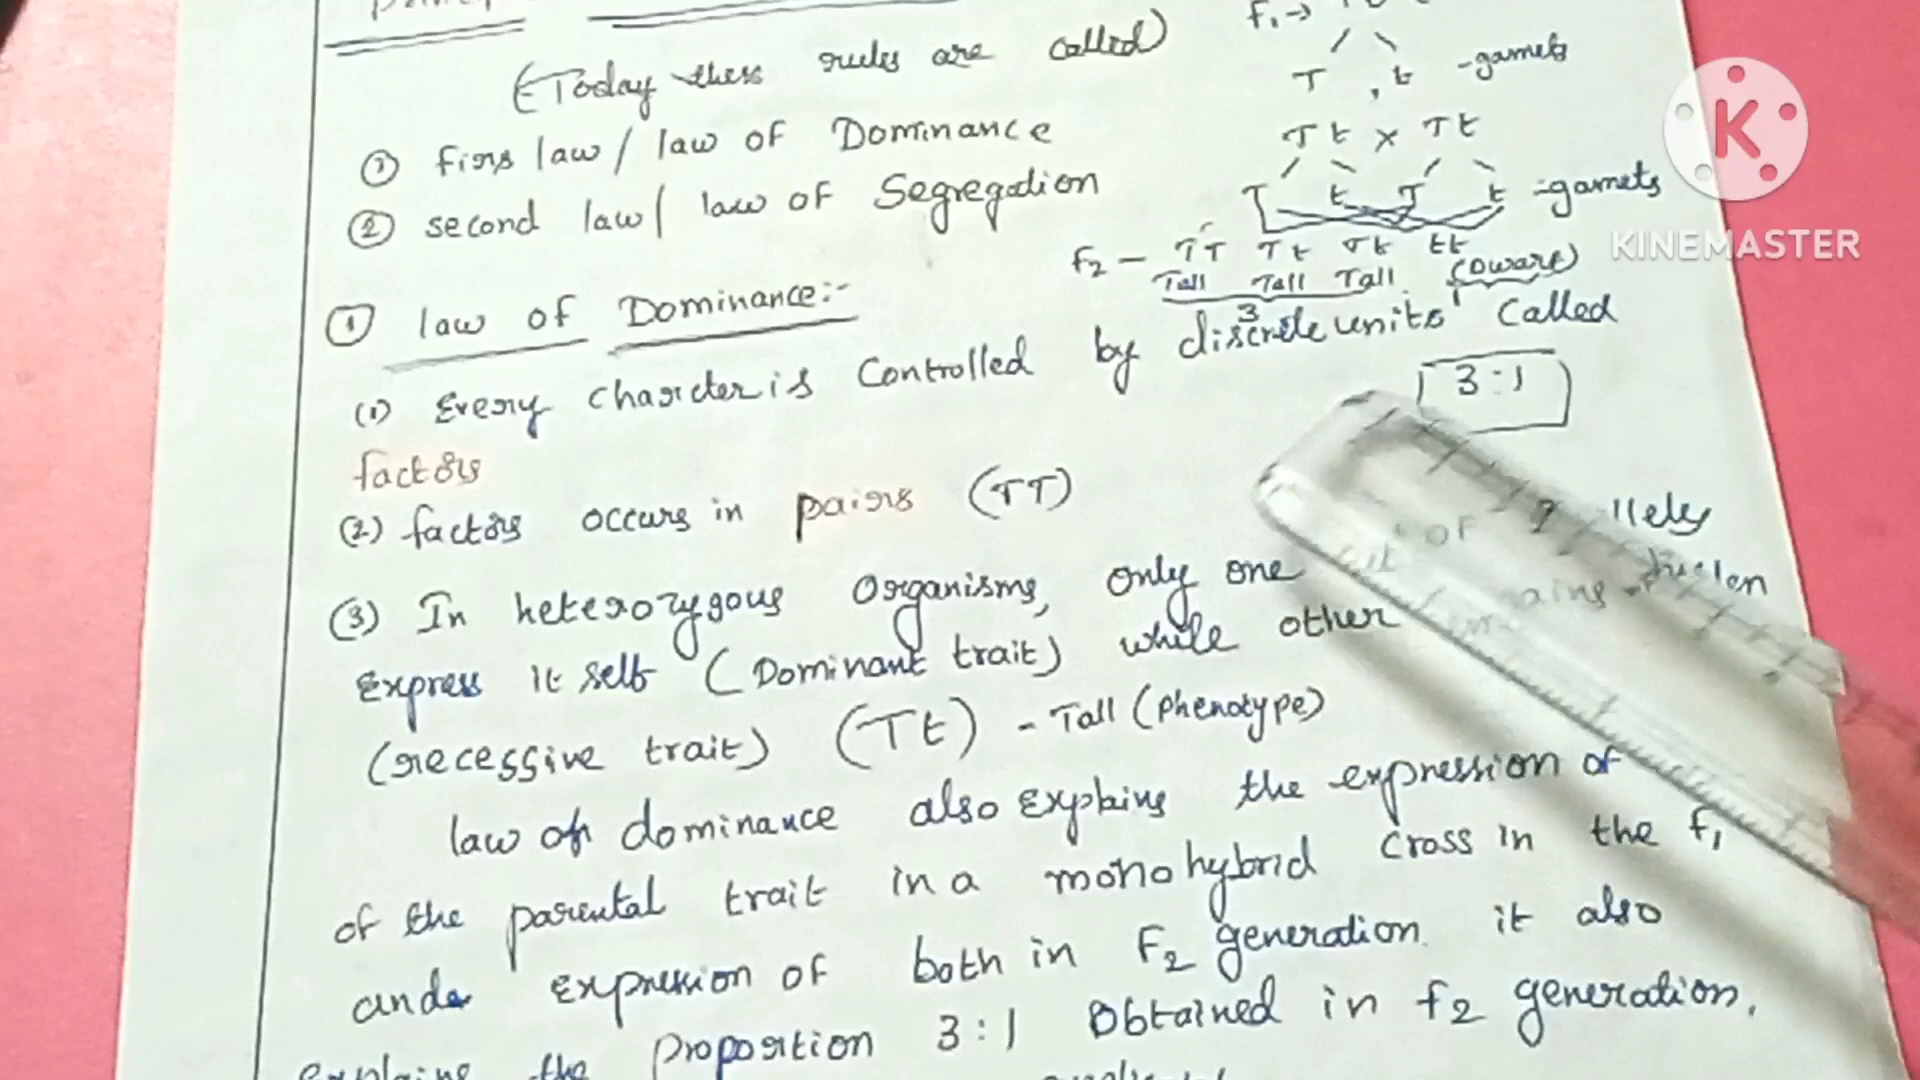 (Today these rules are called)
① first law / law of Dominance
② second law / law of Segregation
F1 →
T , t - gamets
Tt x Tt
T t T t - gamets
F2 - TT Tt Tt tt
Tall Tall Tall (Dwarf)
3 1
3:1
① law of Dominance:-
(1) Every charcter is controlled by discrete units called
factors
(2) factors occurs in pairs (TT)
(3) In heterozygous Organisms, only one of
Express it self (Dominant trait) while other
(recessive trait) (Tt) - Tall (phenotype)
law of dominance also Explains the expression of
of the parental trait in a monohybrid cross in the F1
and expression of both in F2 generation. it also
explains the proportion 3:1 Obtained in F2 generation.
K
KINEMASTER